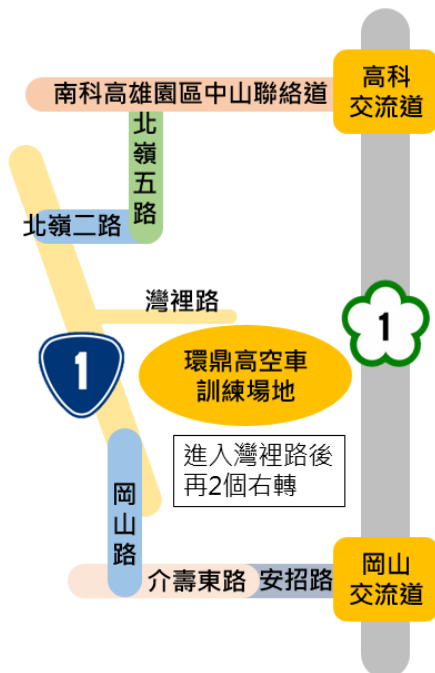 高科
交流道
南科高雄園區中山聯絡道
北嶺五路
北嶺二路
灣裡路
1
1
環鼎高空車
訓練場地
進入灣裡路後
再2個右轉
岡山路
介壽東路
安招路
岡山
交流道